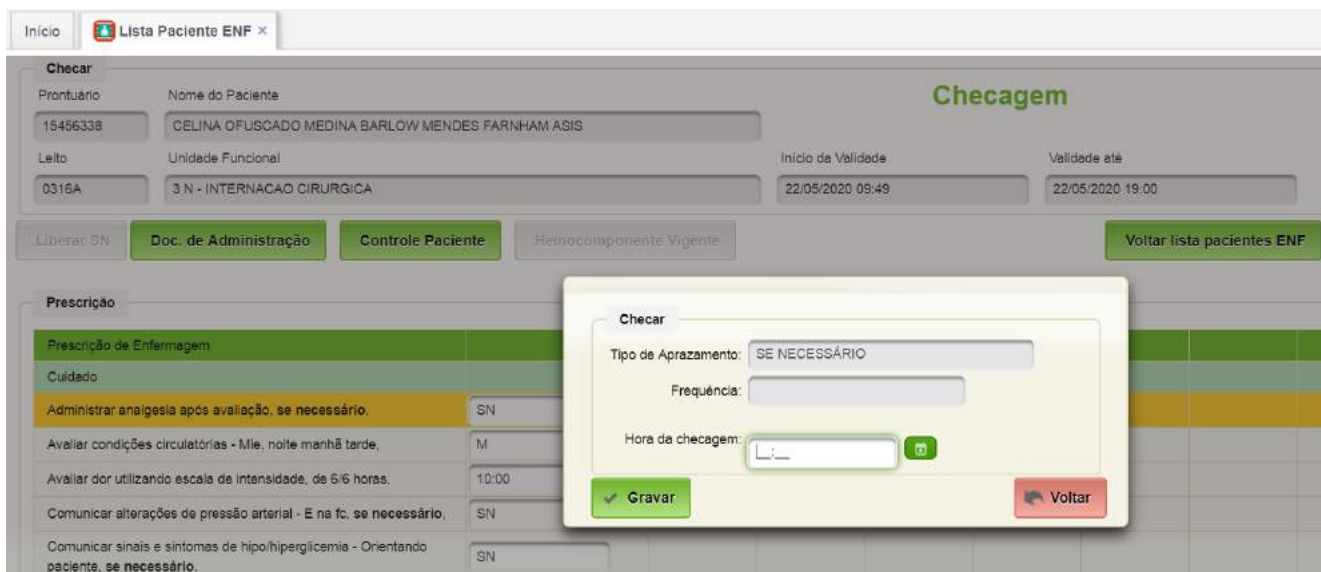 Início Lista Paciente ENF ×
Checar
Prontuário Nome do Paciente Checagem
15456338 CELINA OFUSCADO MEDINA BARLOW MENDES FARNHAM ASIS
Leito Unidade Funcional Início da Validade Validade até
0316A 3 N - INTERNACAO CIRURGICA 22/05/2020 09:49 22/05/2020 19:00
Liberar SN Doc. de Administração Controle Paciente Hemocomponente Vigente Voltar lista pacientes ENF
Prescrição
Prescrição de Enfermagem
Cuidado
Administrar analgesia após avaliação, se necessário, SN
Avaliar condições circulatórias - Mie, noite manhã tarde, M
Avaliar dor utilizando escala de intensidade, de 6/6 horas, 10:00
Comunicar alterações de pressão arterial - E na fc, se necessário, SN
Comunicar sinais e sintomas de hipo/hiperglicemia - Orientando
paciente, se necessário, SN
Checar
Tipo de Aprazamento: SE NECESSÁRIO
Frequência:
Hora da checagem: __:__
Gravar Voltar